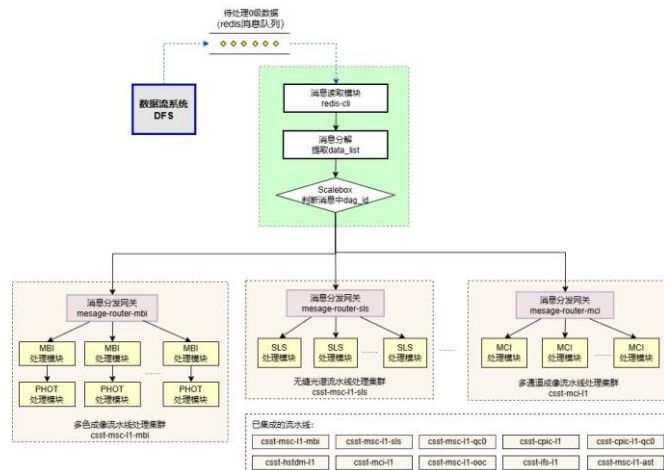 待处理0级数据
(redis消息队列)
数据流系统
DFS
消息读取模块
redis-cli
消息分解
提取data_list
Scalebox
判断消息中dag_id
消息分发网关
mesage-router-mbi
MBI
处理模块
MBI
处理模块
MBI
处理模块
PHOT
处理模块
PHOT
处理模块
PHOT
处理模块
多色成像流水线处理集群
csst-msc-l1-mbi
消息分发网关
mesage-router-sls
SLS
处理模块
SLS
处理模块
SLS
处理模块
无缝光谱流水线处理集群
csst-msc-l1-sls
消息分发网关
mesage-router-mci
MCI
处理模块
MCI
处理模块
MCI
处理模块
多通道成像流水线处理集群
csst-mci-l1
已集成的流水线:
csst-msc-l1-mbi
csst-msc-l1-sls
csst-msc-l1-qc0
csst-cpic-l1
csst-cpic-l1-qc0
csst-hstdm-l1
csst-mci-l1
csst-msc-l1-ooc
csst-ifs-l1
csst-msc-l1-ast